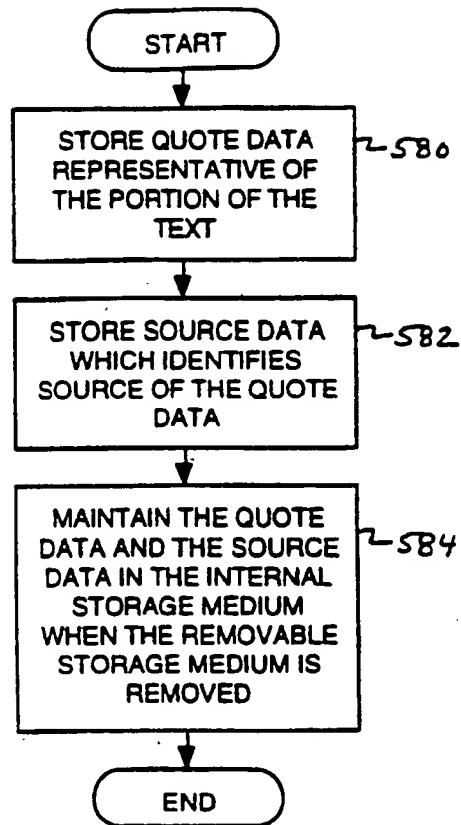 START
STORE QUOTE DATA
REPRESENTATIVE OF
THE PORTION OF THE
TEXT
580
STORE SOURCE DATA
WHICH IDENTIFIES
SOURCE OF THE QUOTE
DATA
582
MAINTAIN THE QUOTE
DATA AND THE SOURCE
DATA IN THE INTERNAL
STORAGE MEDIUM
WHEN THE REMOVABLE
STORAGE MEDIUM IS
REMOVED
584
END